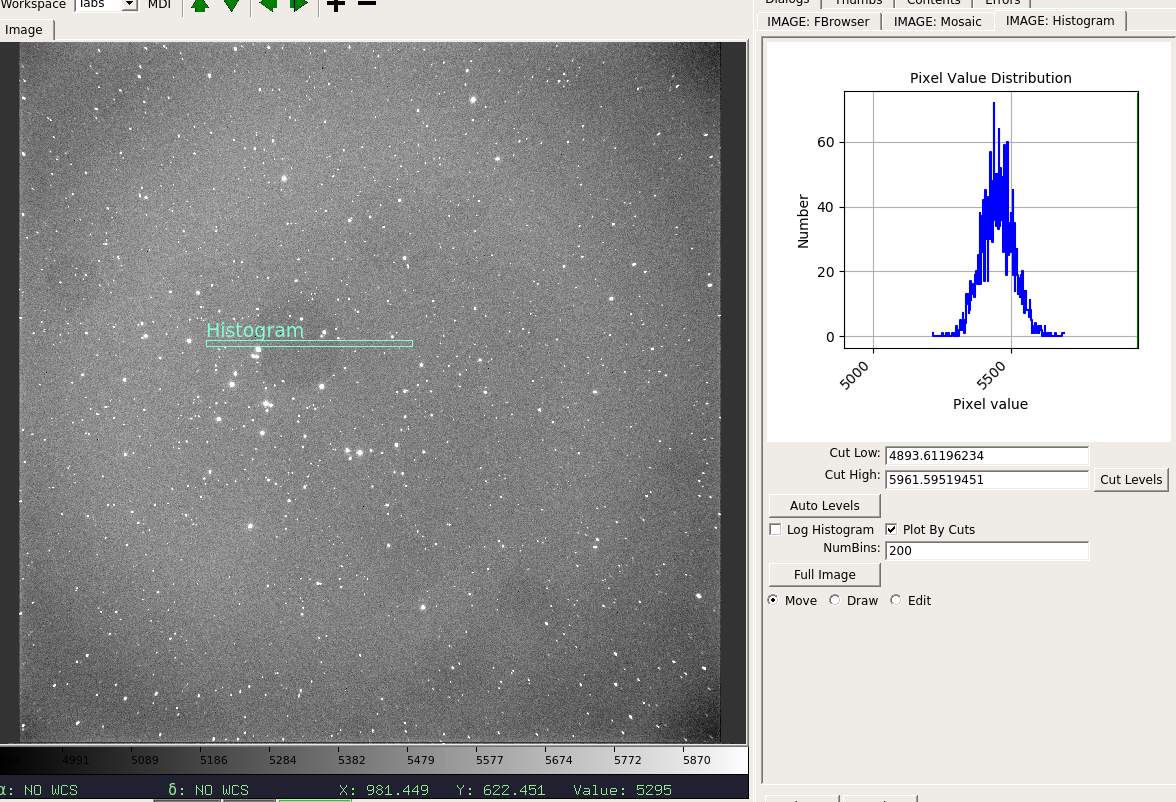 Workspace Tabs MDI
Image
Histogram
4991 5089 5186 5284 5382 5479 5577 5674 5772 5870
α: NO WCS δ: NO WCS X: 981.449 Y: 622.451 Value: 5295
Dialogs Thumbs Contents Errors
IMAGE: FBrowser IMAGE: Mosaic IMAGE: Histogram
Pixel Value Distribution
60
40
20
0
Number
5000 5500
Pixel value
Cut Low: 4893.61196234
Cut High: 5961.59519451 Cut Levels
Auto Levels
Log Histogram Plot By Cuts
NumBins: 200
Full Image
Move Draw Edit